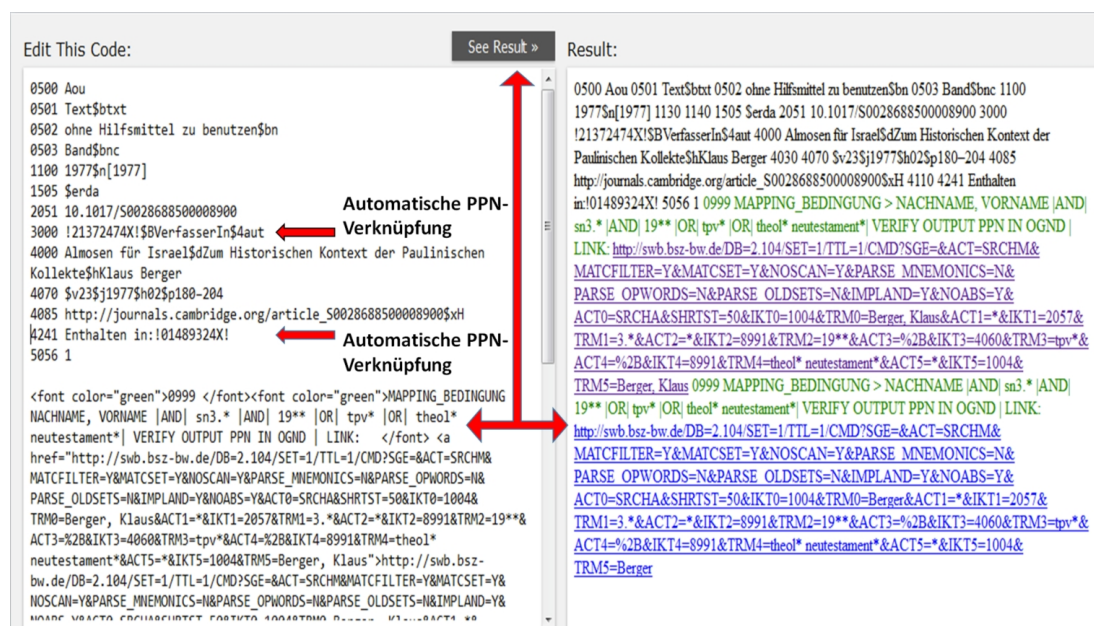 Edit This Code:
See Result »
0500 Aou
0501 Text$btxt
0502 ohne Hilfsmittel zu benutzen$bn
0503 Band$bnc
1100 1977$n[1977]
1505 $erda
2051 10.1017/S0028688500008900
3000 !21372474X!$BVerfasserIn$4aut
4000 Almosen für Israel$dZum Historischen Kontext der Paulinischen
Kollekte$hKlaus Berger
4070 $v23$j1977$h02$p180-204
4085 http://journals.cambridge.org/article_S0028688500008900$xH
4241 Enthalten in:!01489324X!
5056 1
<font color="green">0999 </font><font color="green">MAPPING_BEDINGUNG
NACHNAME, VORNAME |AND| sn3.* |AND| 19** |OR| tpv* |OR| theol*
neutestament*| VERIFY OUTPUT PPN IN OGND | LINK:   </font> <a
href="http://swb.bsz-bw.de/DB=2.104/SET=1/TTL=1/CMD?SGE=&ACT=SRCHM&
MATCFILTER=Y&MATCSET=Y&NOSCAN=Y&PARSE_MNEMONICS=N&PARSE_OPWORDS=N&
PARSE_OLDSETS=N&IMPLAND=Y&NOABS=Y&ACT0=SRCHA&SHRTST=50&IKT0=1004&
TRM0=Berger, Klaus&ACT1=*&IKT1=2057&TRM1=3.*&ACT2=*&IKT2=8991&TRM2=19**&
ACT3=%2B&IKT3=4060&TRM3=tpv*&ACT4=%2B&IKT4=8991&TRM4=theol*
neutestament*&ACT5=*&IKT5=1004&TRM5=Berger, Klaus">http://swb.bsz-
bw.de/DB=2.104/SET=1/TTL=1/CMD?SGE=&ACT=SRCHM&MATCFILTER=Y&MATCSET=Y&
NOSCAN=Y&PARSE_MNEMONICS=N&PARSE_OPWORDS=N&PARSE_OLDSETS=N&IMPLAND=Y&
Automatische PPN-
Verknüpfung
Automatische PPN-
Verknüpfung
Result:
0500 Aou 0501 Text$btxt 0502 ohne Hilfsmittel zu benutzen$bn 0503 Band$bnc 1100
1977$n[1977] 1130 1140 1505 $erda 2051 10.1017/S0028688500008900 3000
!21372474X!$BVerfasserIn$4aut 4000 Almosen für Israel$dZum Historischen Kontext der
Paulinischen Kollekte$hKlaus Berger 4030 4070 $v23$j1977$h02$p180–204 4085
http://journals.cambridge.org/article_S0028688500008900$xH 4110 4241 Enthalten
in:!01489324X! 5056 1 0999 MAPPING_BEDINGUNG > NACHNAME, VORNAME |AND|
sn3.* |AND| 19** |OR| tpv* |OR| theol* neutestament*| VERIFY OUTPUT PPN IN OGND |
LINK: http://swb.bsz-bw.de/DB=2.104/SET=1/TTL=1/CMD?SGE=&ACT=SRCHM&
MATCFILTER=Y&MATCSET=Y&NOSCAN=Y&PARSE_MNEMONICS=N&
PARSE_OPWORDS=N&PARSE_OLDSETS=N&IMPLAND=Y&NOABS=Y&
ACT0=SRCHA&SHRTST=50&IKT0=1004&TRM0=Berger, Klaus&ACT1=*&IKT1=2057&
TRM1=3.*&ACT2=*&IKT2=8991&TRM2=19**&ACT3=%2B&IKT3=4060&TRM3=tpv*&
ACT4=%2B&IKT4=8991&TRM4=theol* neutestament*&ACT5=*&IKT5=1004&
TRM5=Berger, Klaus 0999 MAPPING_BEDINGUNG > NACHNAME |AND| sn3.* |AND|
19** |OR| tpv* |OR| theol* neutestament*| VERIFY OUTPUT PPN IN OGND | LINK:
http://swb.bsz-bw.de/DB=2.104/SET=1/TTL=1/CMD?SGE=&ACT=SRCHM&
MATCFILTER=Y&MATCSET=Y&NOSCAN=Y&PARSE_MNEMONICS=N&
PARSE_OPWORDS=N&PARSE_OLDSETS=N&IMPLAND=Y&NOABS=Y&
ACT0=SRCHA&SHRTST=50&IKT0=1004&TRM0=Berger&ACT1=*&IKT1=2057&
TRM1=3.*&ACT2=*&IKT2=8991&TRM2=19**&ACT3=%2B&IKT3=4060&TRM3=tpv*&
ACT4=%2B&IKT4=8991&TRM4=theol* neutestament*&ACT5=*&IKT5=1004&
TRM5=Berger